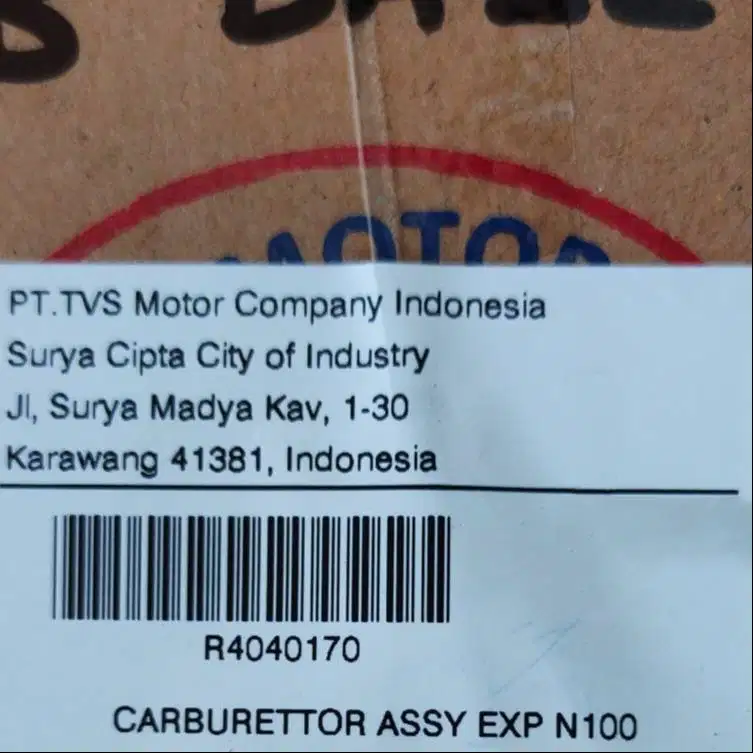 MOTOR
PT.TVS Motor Company Indonesia
Surya Cipta City of Industry
Jl, Surya Madya Kav, 1-30
Karawang 41381, Indonesia
R4040170
CARBURETTOR ASSY EXP N100